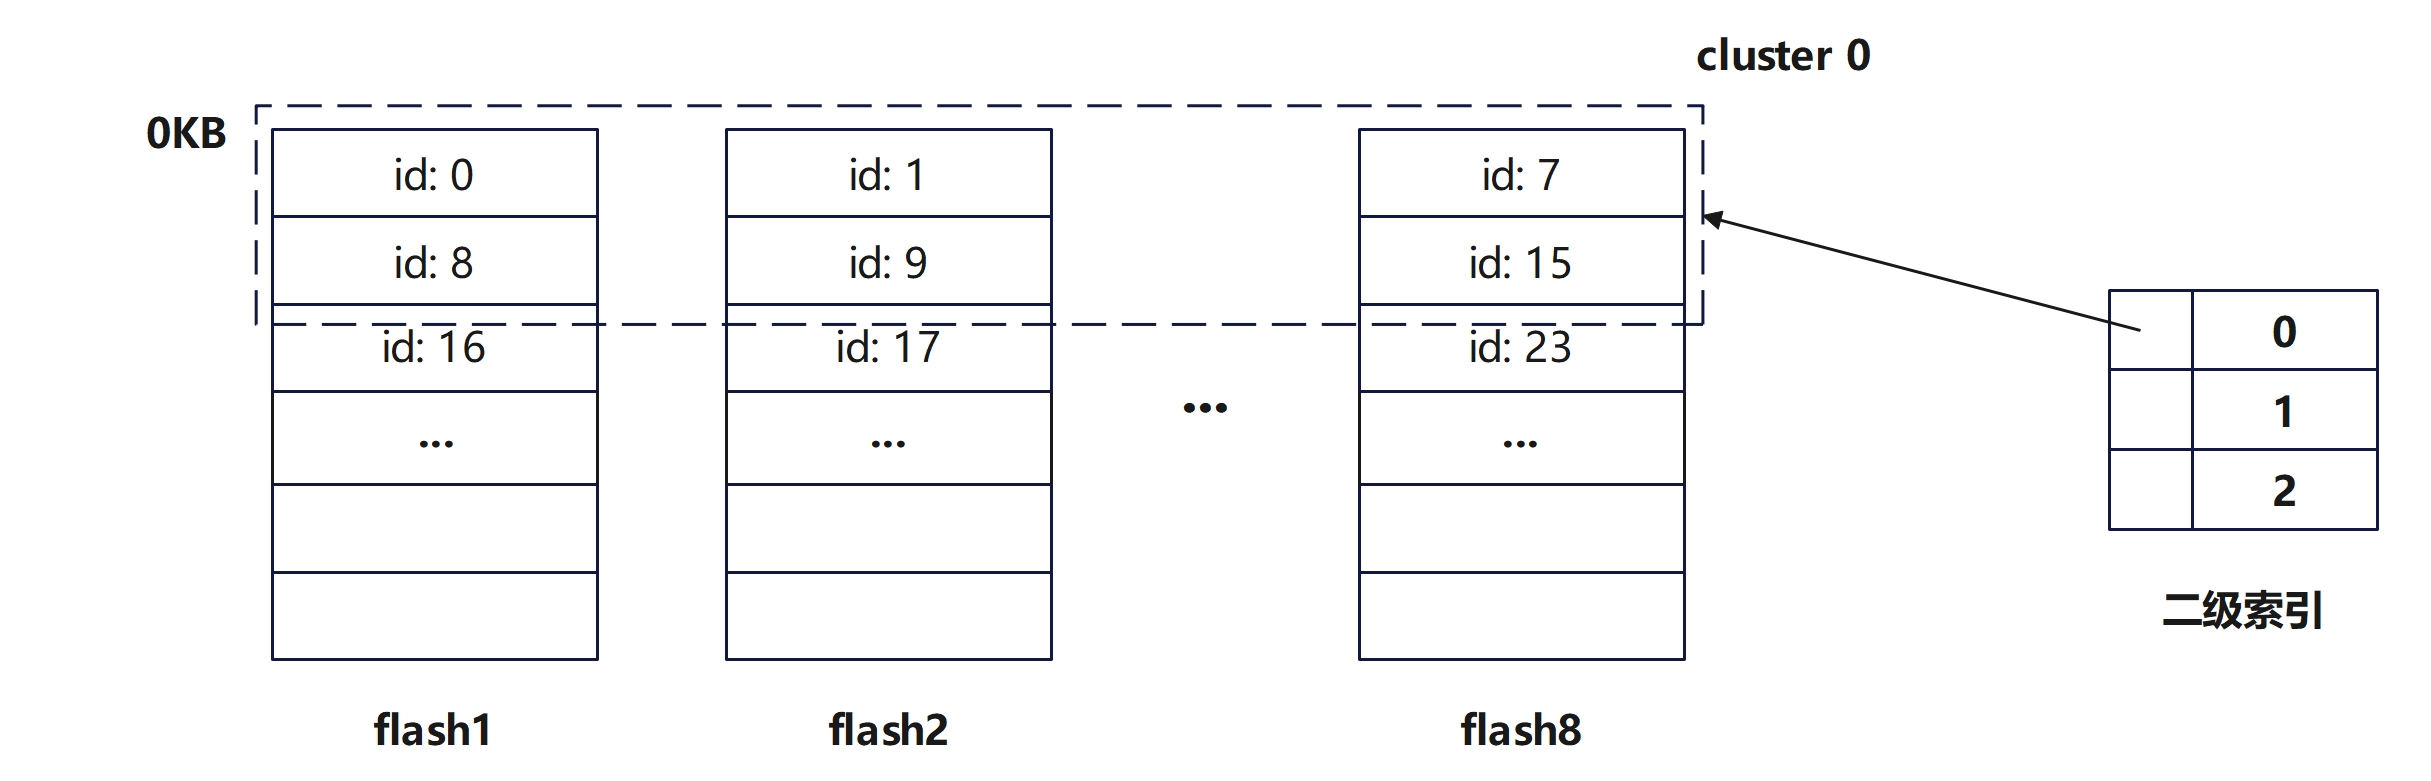 cluster 0
0KB
id: 0
id: 1
id: 7
id: 8
id: 9
id: 15
id: 16
id: 17
id: 23
...
...
...
...
0
1
2
二级索引
flash1
flash2
flash8